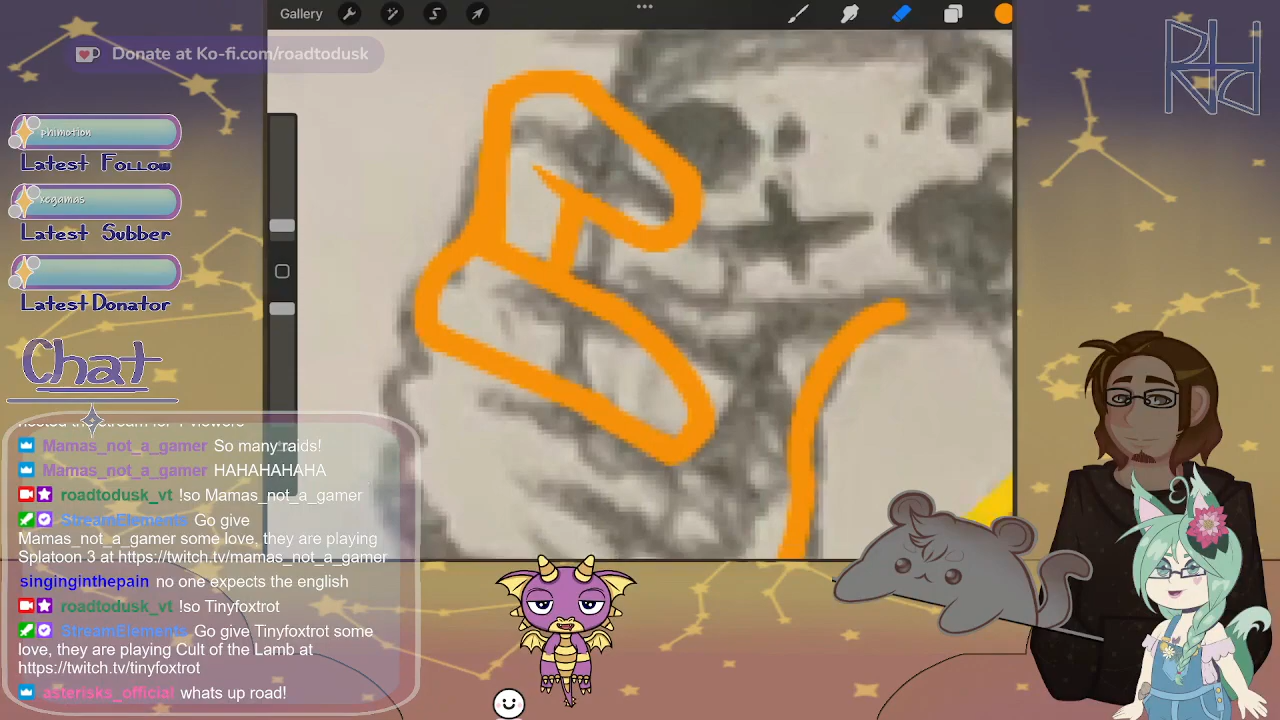 Gallery
Donate at Ko-fi.com/roadtodusk
phimotion
Latest Follow
xcgamas
Latest Subber
Latest Donator
Chat
Mamas_not_a_gamer So many raids!
Mamas_not_a_gamer HAHAHAHAHA
roadtodusk_vt !so Mamas_not_a_gamer
StreamElements Go give
Mamas_not_a_gamer some love, they are playing
Splatoon 3 at https://twitch.tv/mamas_not_a_gamer
singinginthepain no one expects the english
roadtodusk_vt !so Tinyfoxtrot
StreamElements Go give Tinyfoxtrot some
love, they are playing Cult of the Lamb at
https://twitch.tv/tinyfoxtrot
asterisks_official whats up road!